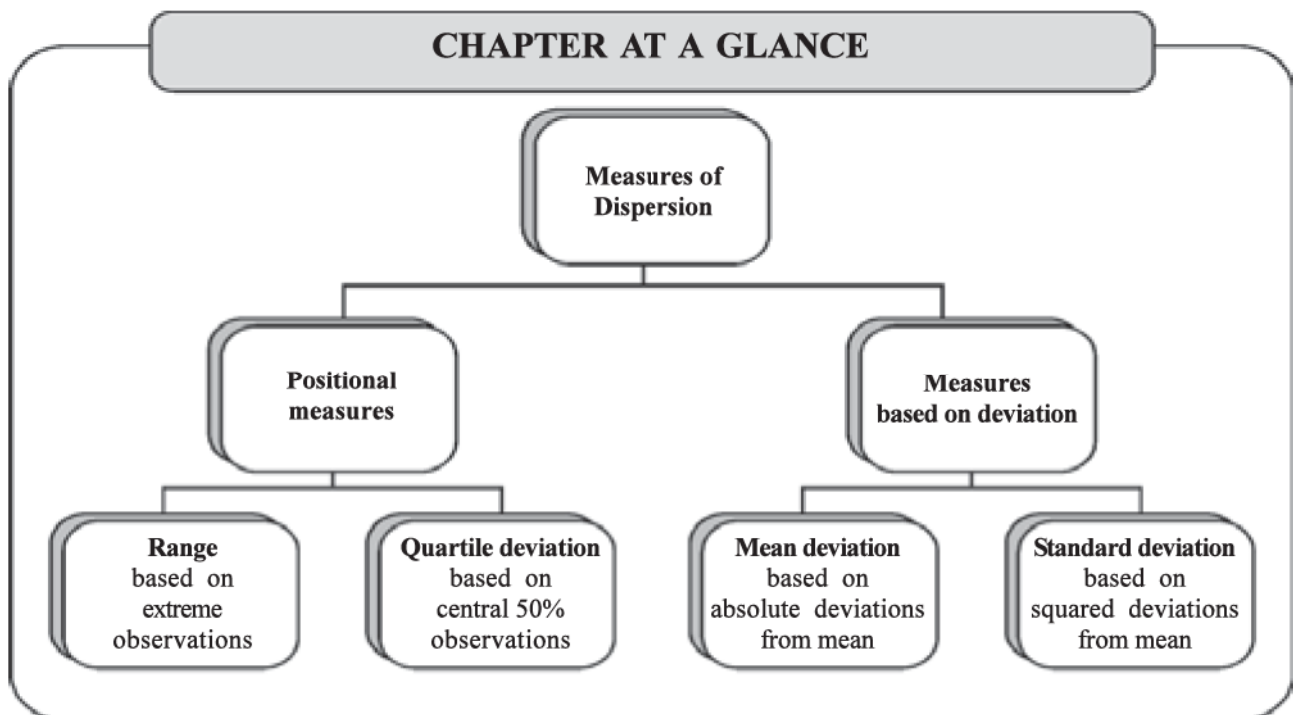 CHAPTER AT A GLANCE
Measures of
Dispersion
Positional
measures
Measures
based on deviation
Range
based on
extreme
observations
Quartile deviation
based on
central 50%
observations
Mean deviation
based on
absolute deviations
from mean
Standard deviation
based on
squared deviations
from mean